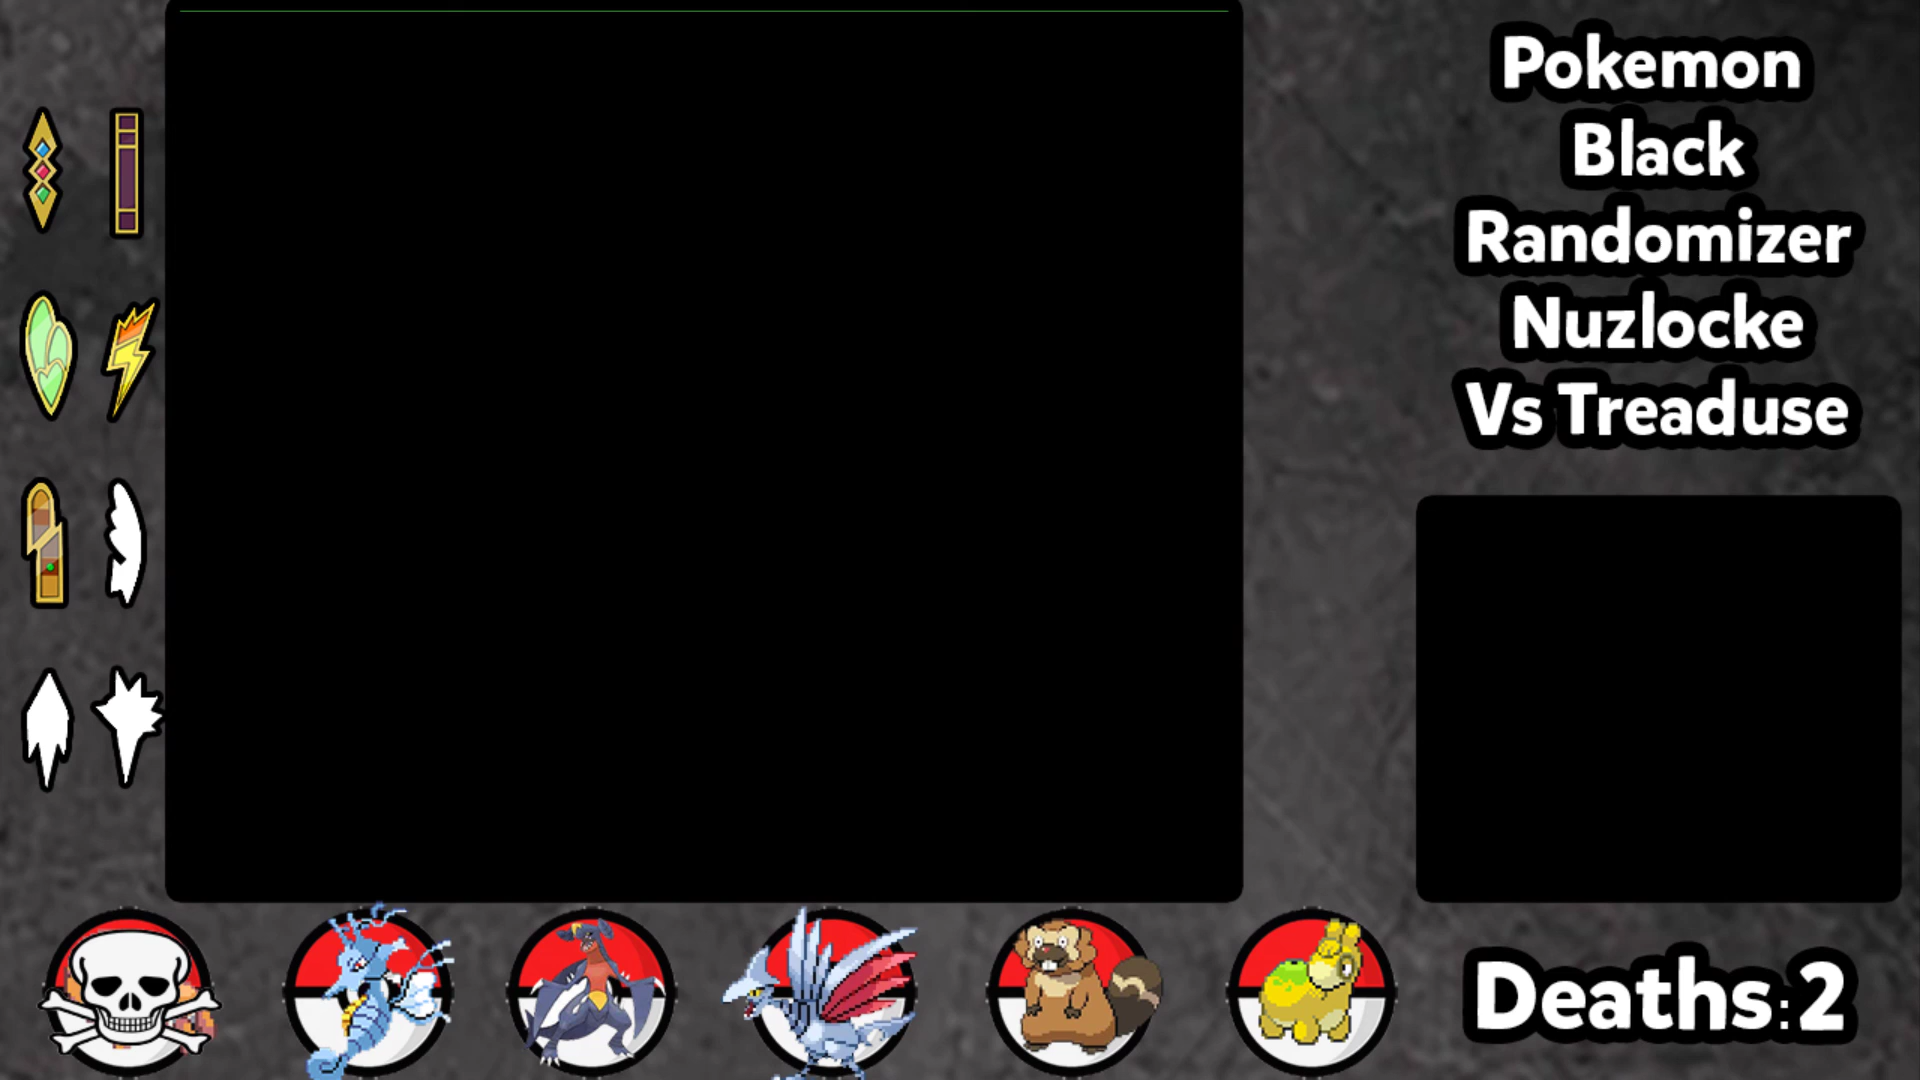 Pokemon
Black
Randomizer
Nuzlocke
Vs Treaduse
Deaths:2